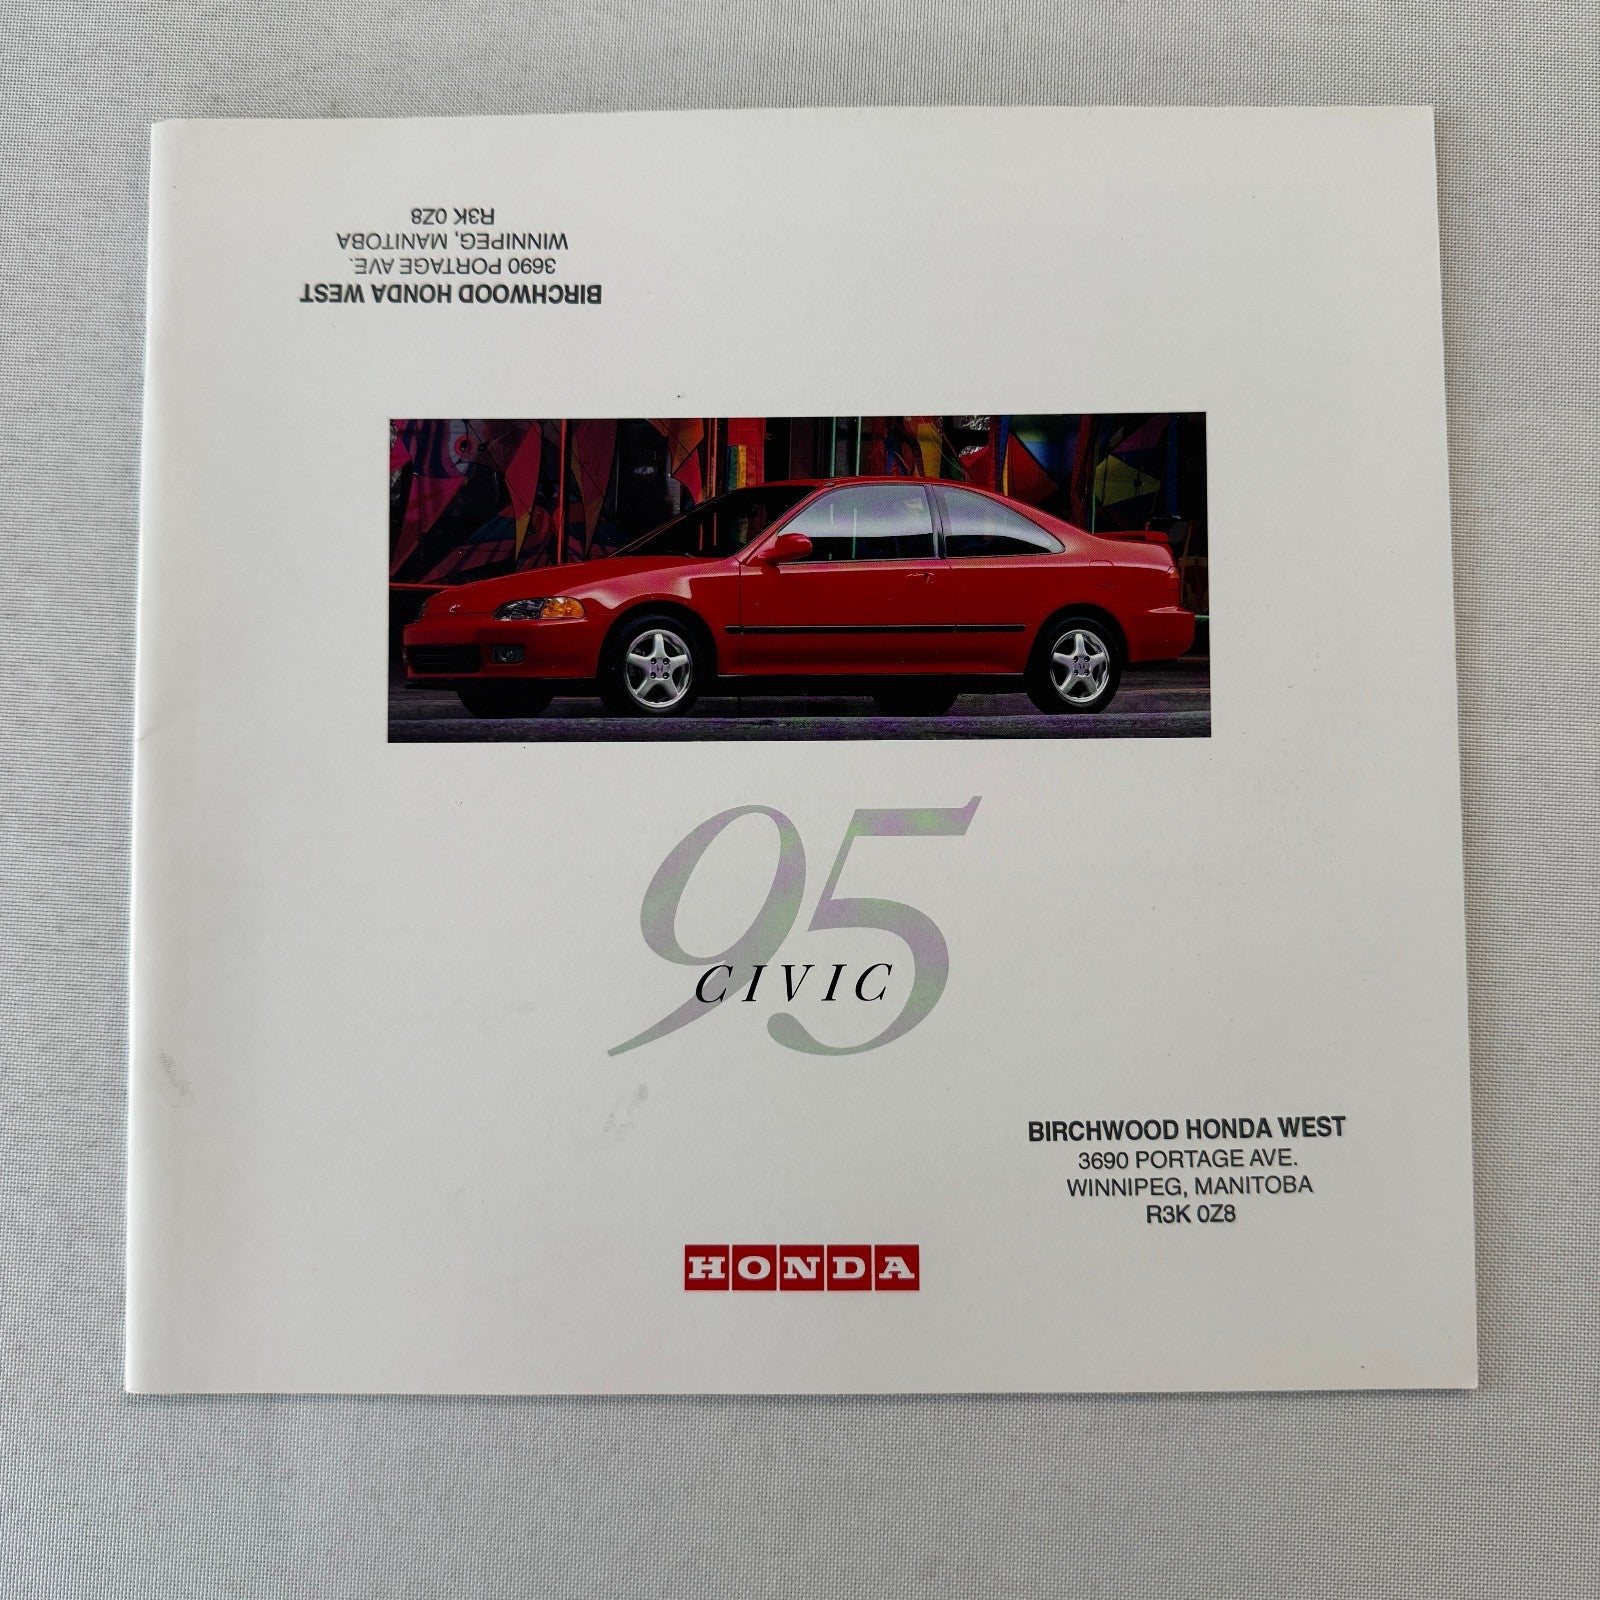 BIRCHWOOD HONDA WEST
3690 PORTAGE AVE.
WINNIPEG, MANITOBA
R3K 0Z8
95
CIVIC
BIRCHWOOD HONDA WEST
3690 PORTAGE AVE.
WINNIPEG, MANITOBA
R3K 0Z8
HONDA